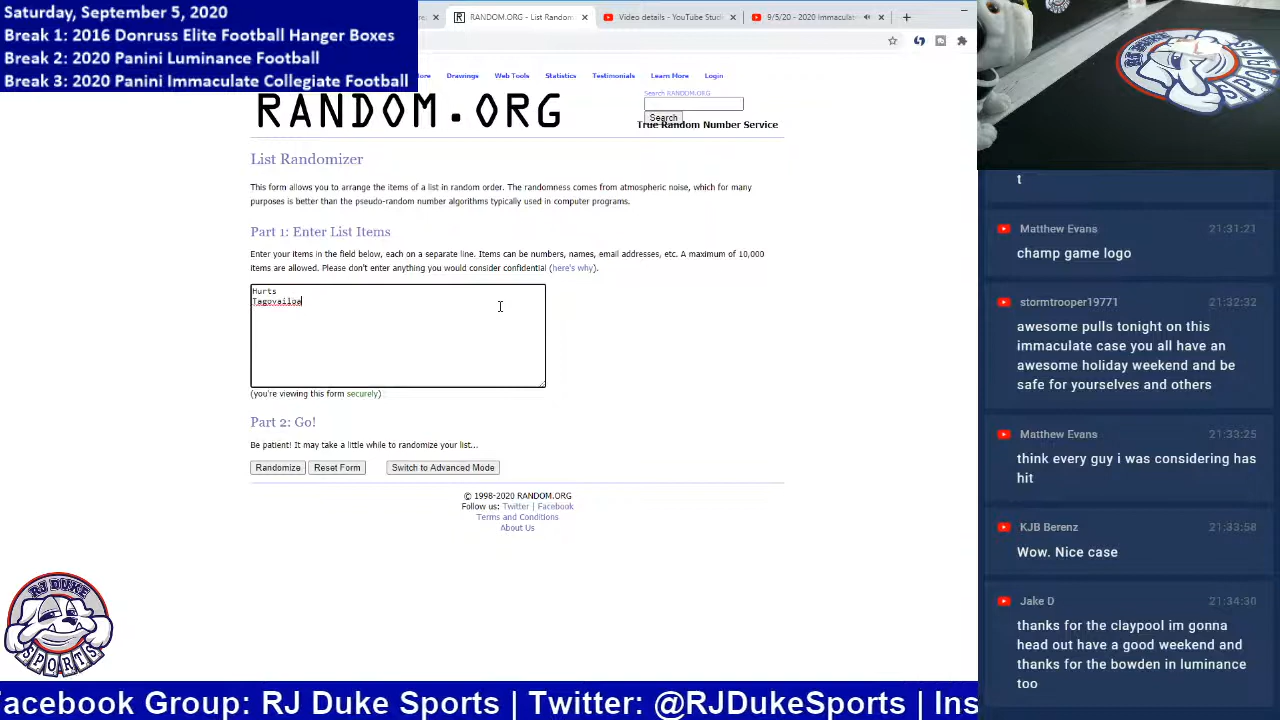 Saturday, September 5, 2020
Break 1: 2016 Donruss Elite Football Hanger Boxes
Break 2: 2020 Panini Luminance Football
Break 3: 2020 Panini Immaculate Collegiate Football
RANDOM.ORG - List Random
Video details - YouTube Stud
9/5/20 - 2020 Immacula
Drawings
Web Tools
Statistics
Testimonials
Learn More
Login
Search RANDOM.ORG
Search
RANDOM.ORG
True Random Number Service
List Randomizer
This form allows you to arrange the items of a list in random order. The randomness comes from atmospheric noise, which for many
purposes is better than the pseudo-random number algorithms typically used in computer programs.
Part 1: Enter List Items
Enter your items in the field below, each on a separate line. Items can be numbers, names, email addresses, etc. A maximum of 10,000
items are allowed. Please don't enter anything you would consider confidential (here's why).
Hurts
Tagovailoa
(you're viewing this form securely)
Part 2: Go!
Be patient! It may take a little while to randomize your list...
Randomize
Reset Form
Switch to Advanced Mode
© 1998-2020 RANDOM.ORG
Follow us: Twitter | Facebook
Terms and Conditions
About Us
t
Matthew Evans 21:31:21
champ game logo
stormtrooper19771 21:32:32
awesome pulls tonight on this
immaculate case you all have an
awesome holiday weekend and be
safe for yourselves and others
Matthew Evans 21:33:25
think every guy i was considering has
hit
KJB Berenz 21:33:58
Wow. Nice case
Jake D 21:34:30
thanks for the claypool im gonna
head out have a good weekend and
thanks for the bowden in luminance
too
RJ DUKE
SPORTS
Facebook Group: RJ Duke Sports | Twitter: @RJDukeSports | Ins